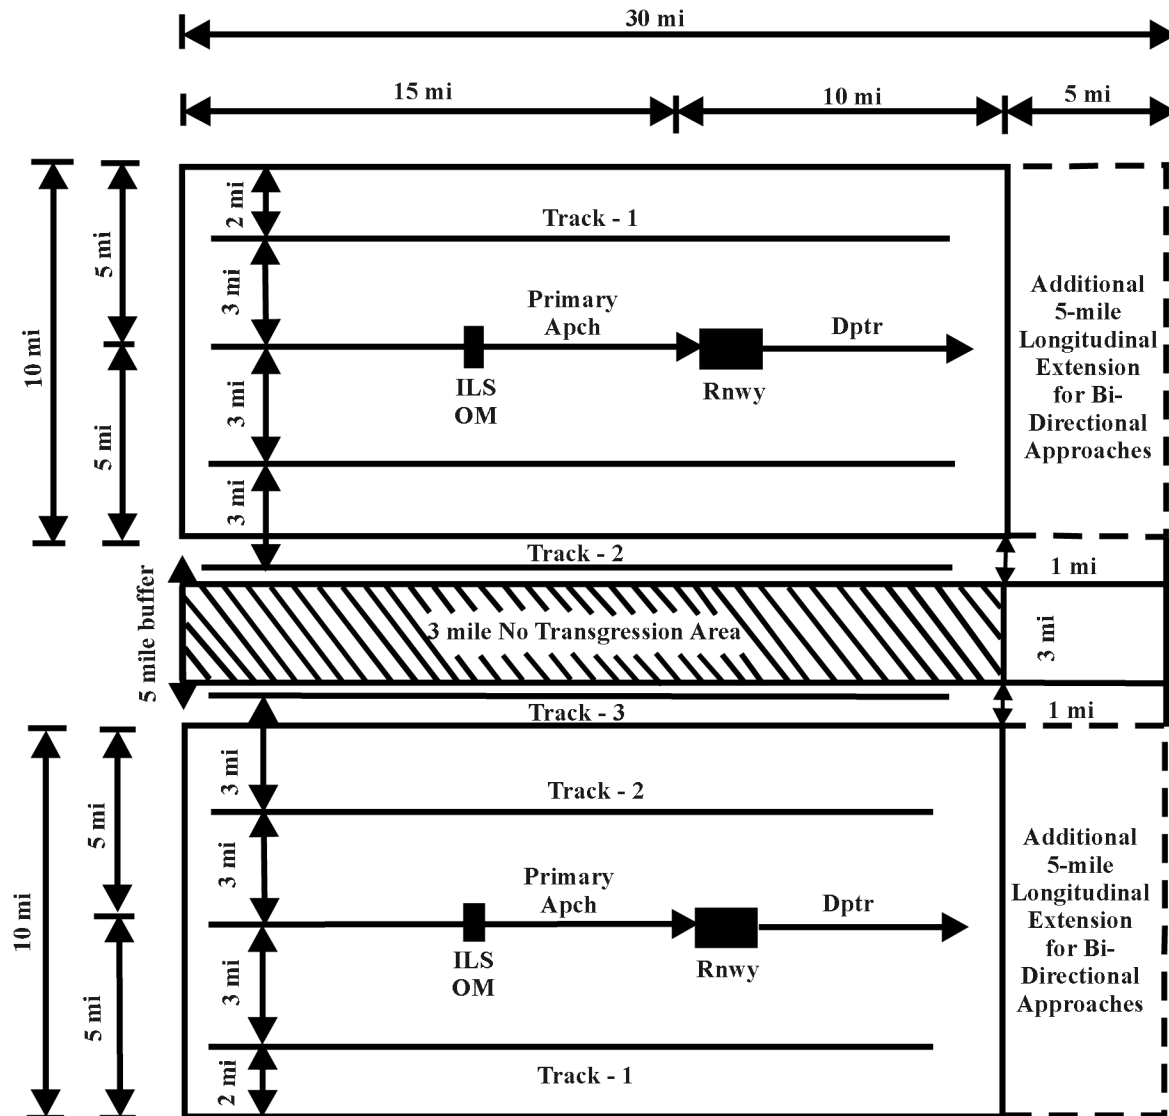 30 mi
15 mi
10 mi
5 mi
2 mi
Track - 1
5 mi
3 mi
Primary
Apch
Dptr
10 mi
ILS
OM
Rnwy
3 mi
5 mi
3 mi
Additional
5-mile
Longitudinal
Extension
for Bi-
Directional
Approaches
Track - 2
1 mi
5 mile buffer
3 mile No Transgression Area
3 mi
Track - 3
1 mi
3 mi
Track - 2
5 mi
3 mi
Primary
Apch
Dptr
10 mi
ILS
OM
Rnwy
3 mi
5 mi
2 mi
Track - 1
Additional
5-mile
Longitudinal
Extension
for Bi-
Directional
Approaches